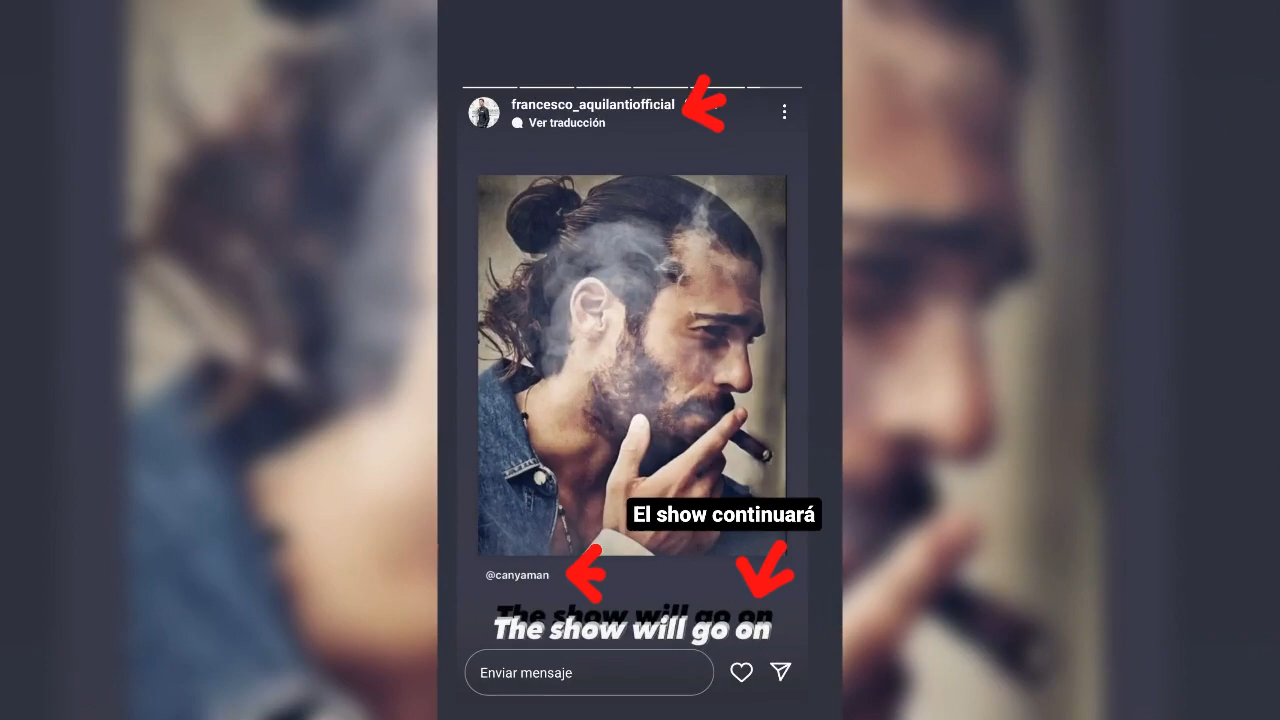 francesco_aquilantiofficial
Ver traducción
El show continuará
@canyaman
The show will go on
The show will go on
Enviar mensaje